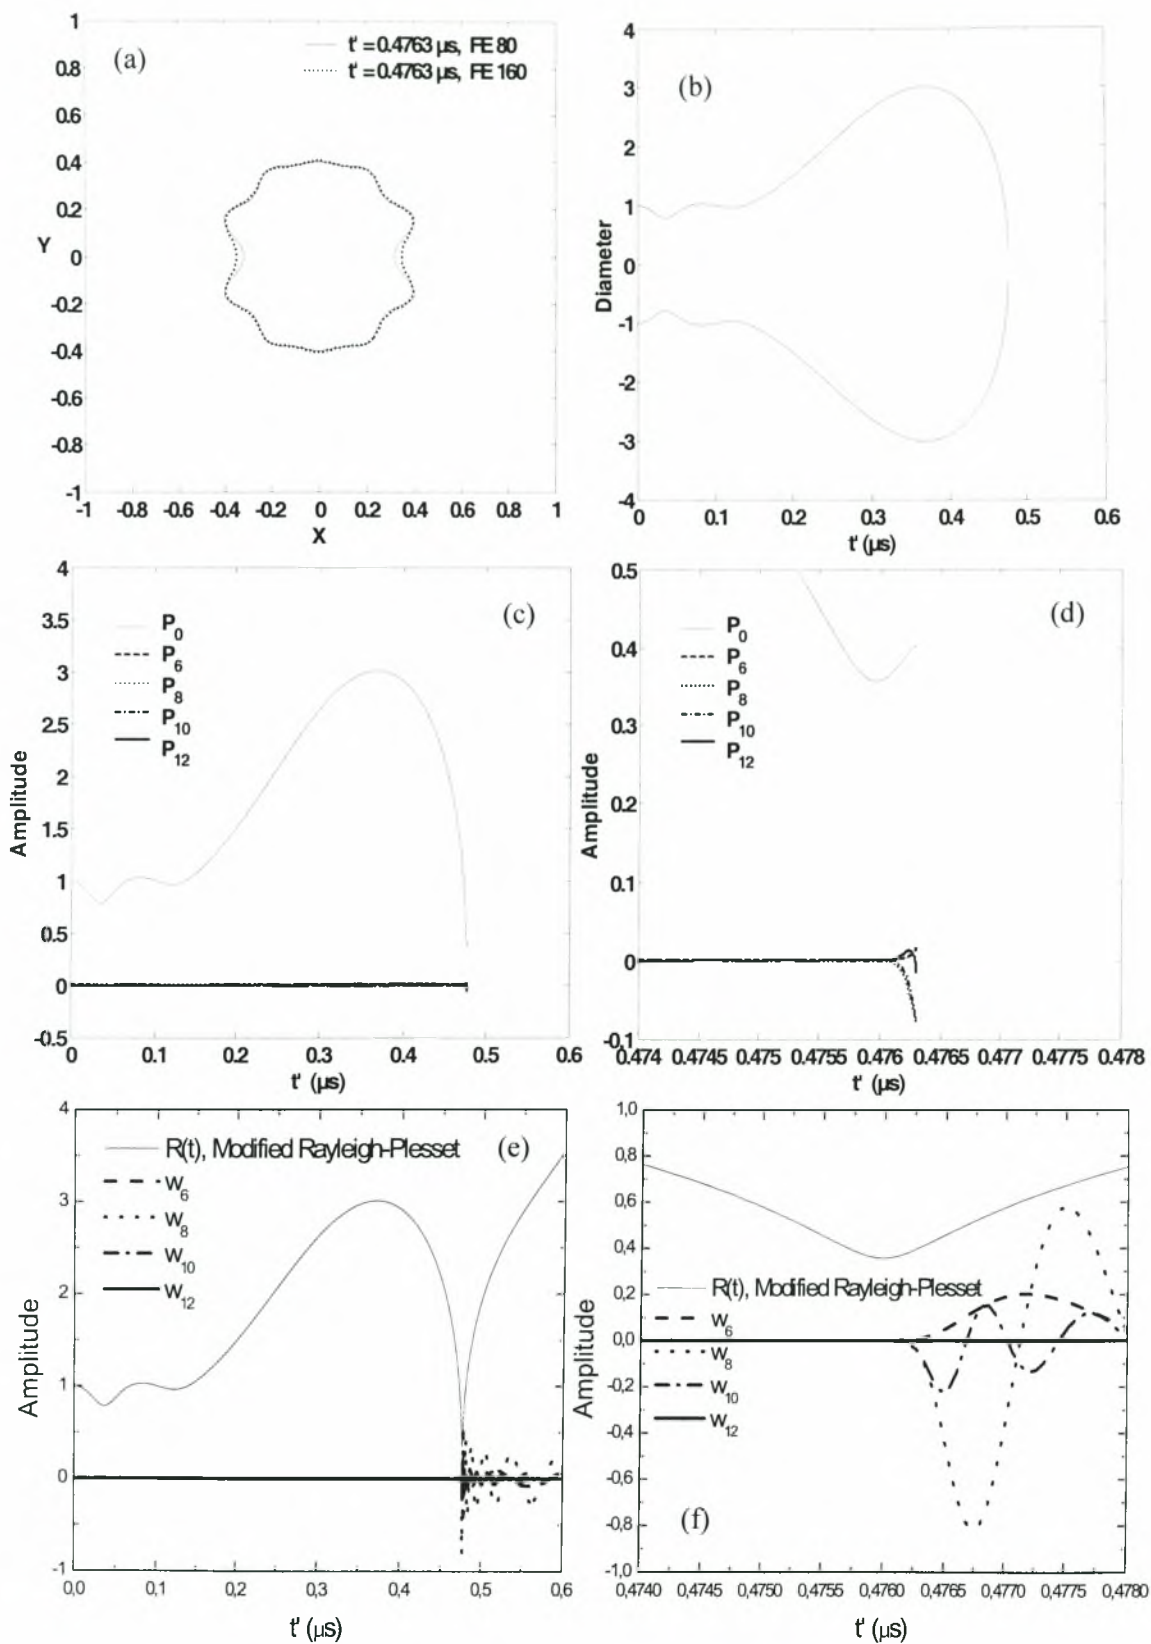 (a)
t' = 0.4763 µs, FE 80
t' = 0.4763 µs, FE 160
1
0.8
0.6
0.4
0.2
0
-0.2
-0.4
-0.6
-0.8
-1
Y
-1 -0.8 -0.6 -0.4 -0.2 0 0.2 0.4 0.6 0.8 1
X
(b)
4
3
2
1
0
-1
-2
-3
-4
Diameter
0 0.1 0.2 0.3 0.4 0.5 0.6
t' (µs)
(c)
P0
P6
P8
P10
P12
4
3.5
3
2.5
2
1.5
1
0.5
0
-0.5
Amplitude
0 0.1 0.2 0.3 0.4 0.5 0.6
t' (µs)
(d)
P0
P6
P8
P10
P12
0.5
0.4
0.3
0.2
0.1
0
-0.1
Amplitude
0.474 0.4745 0.475 0.4755 0.476 0.4765 0.477 0.4775 0.478
t' (µs)
(e)
R(t), Modified Rayleigh-Plesset
w6
w8
w10
w12
4
3
2
1
0
-1
Amplitude
0,0 0,1 0,2 0,3 0,4 0,5 0,6
t' (µs)
1,0
0,8
0,6
0,4
0,2
0,0
-0,2
-0,4
-0,6
-0,8
-1,0
Amplitude
R(t), Modified Rayleigh-Plesset
w6
w8
w10
w12
(f)
0,4740 0,4745 0,4750 0,4755 0,4760 0,4765 0,4770 0,4775 0,4780
t' (µs)